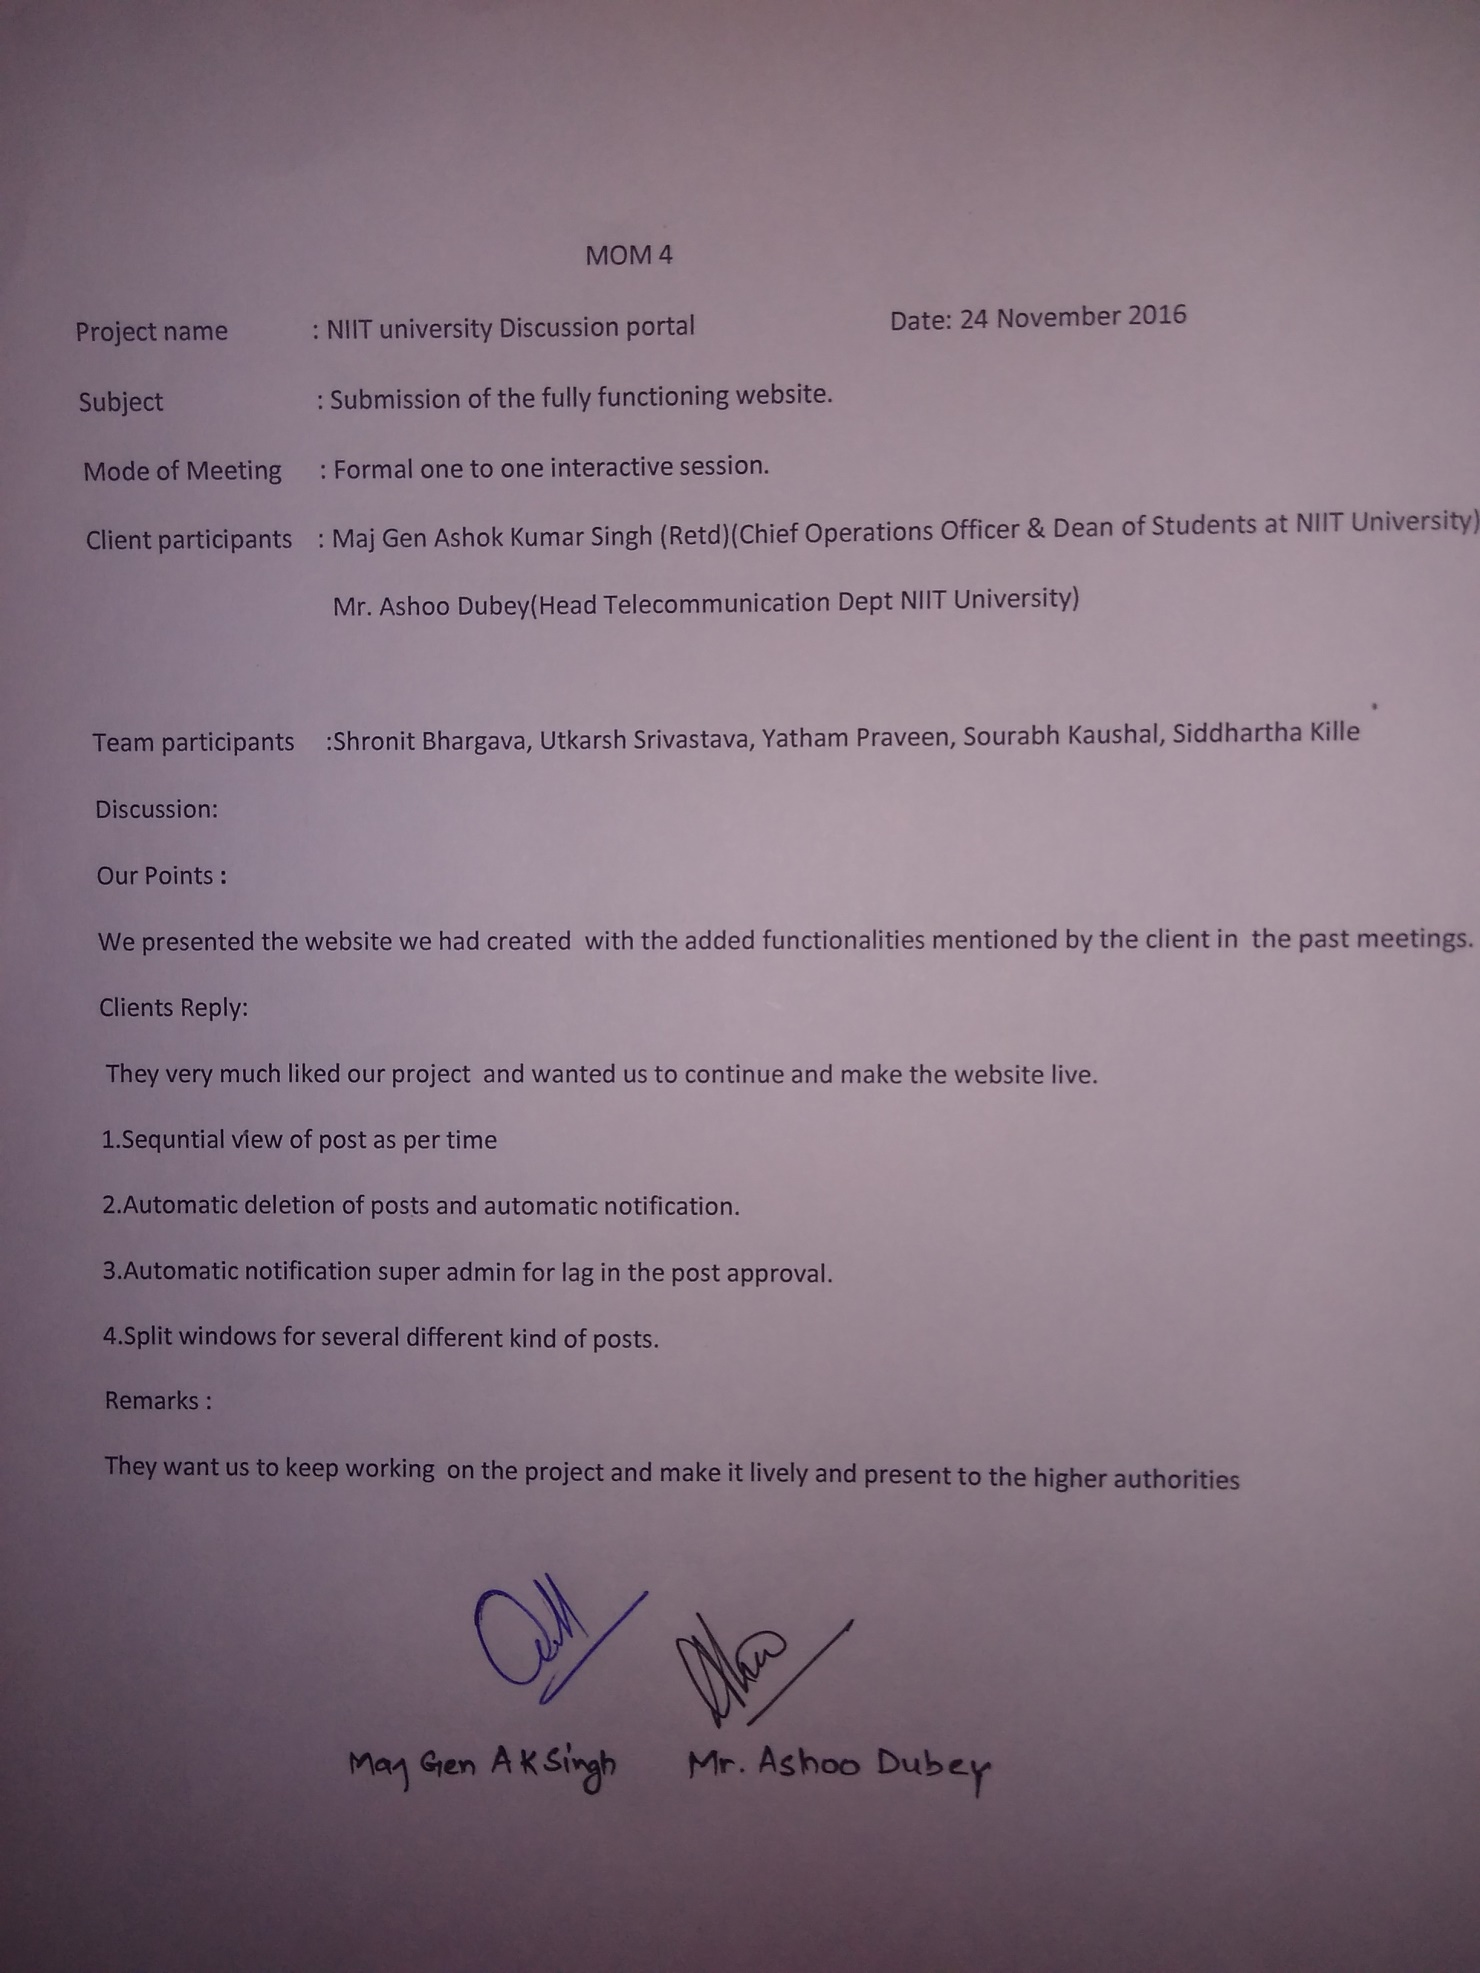 MOM 4
Project name : NIIT university Discussion portal Date: 24 November 2016
Subject : Submission of the fully functioning website.
Mode of Meeting : Formal one to one interactive session.
Client participants : Maj Gen Ashok Kumar Singh (Retd)(Chief Operations Officer & Dean of Students at NIIT University)
Mr. Ashoo Dubey(Head Telecommunication Dept NIIT University)
Team participants :Shronit Bhargava, Utkarsh Srivastava, Yatham Praveen, Sourabh Kaushal, Siddhartha Kille
Discussion:
Our Points :
We presented the website we had created with the added functionalities mentioned by the client in the past meetings.
Clients Reply:
They very much liked our project and wanted us to continue and make the website live.
1.Sequntial view of post as per time
2.Automatic deletion of posts and automatic notification.
3.Automatic notification super admin for lag in the post approval.
4.Split windows for several different kind of posts.
Remarks :
They want us to keep working on the project and make it lively and present to the higher authorities
Maj Gen A K Singh Mr. Ashoo Dubey